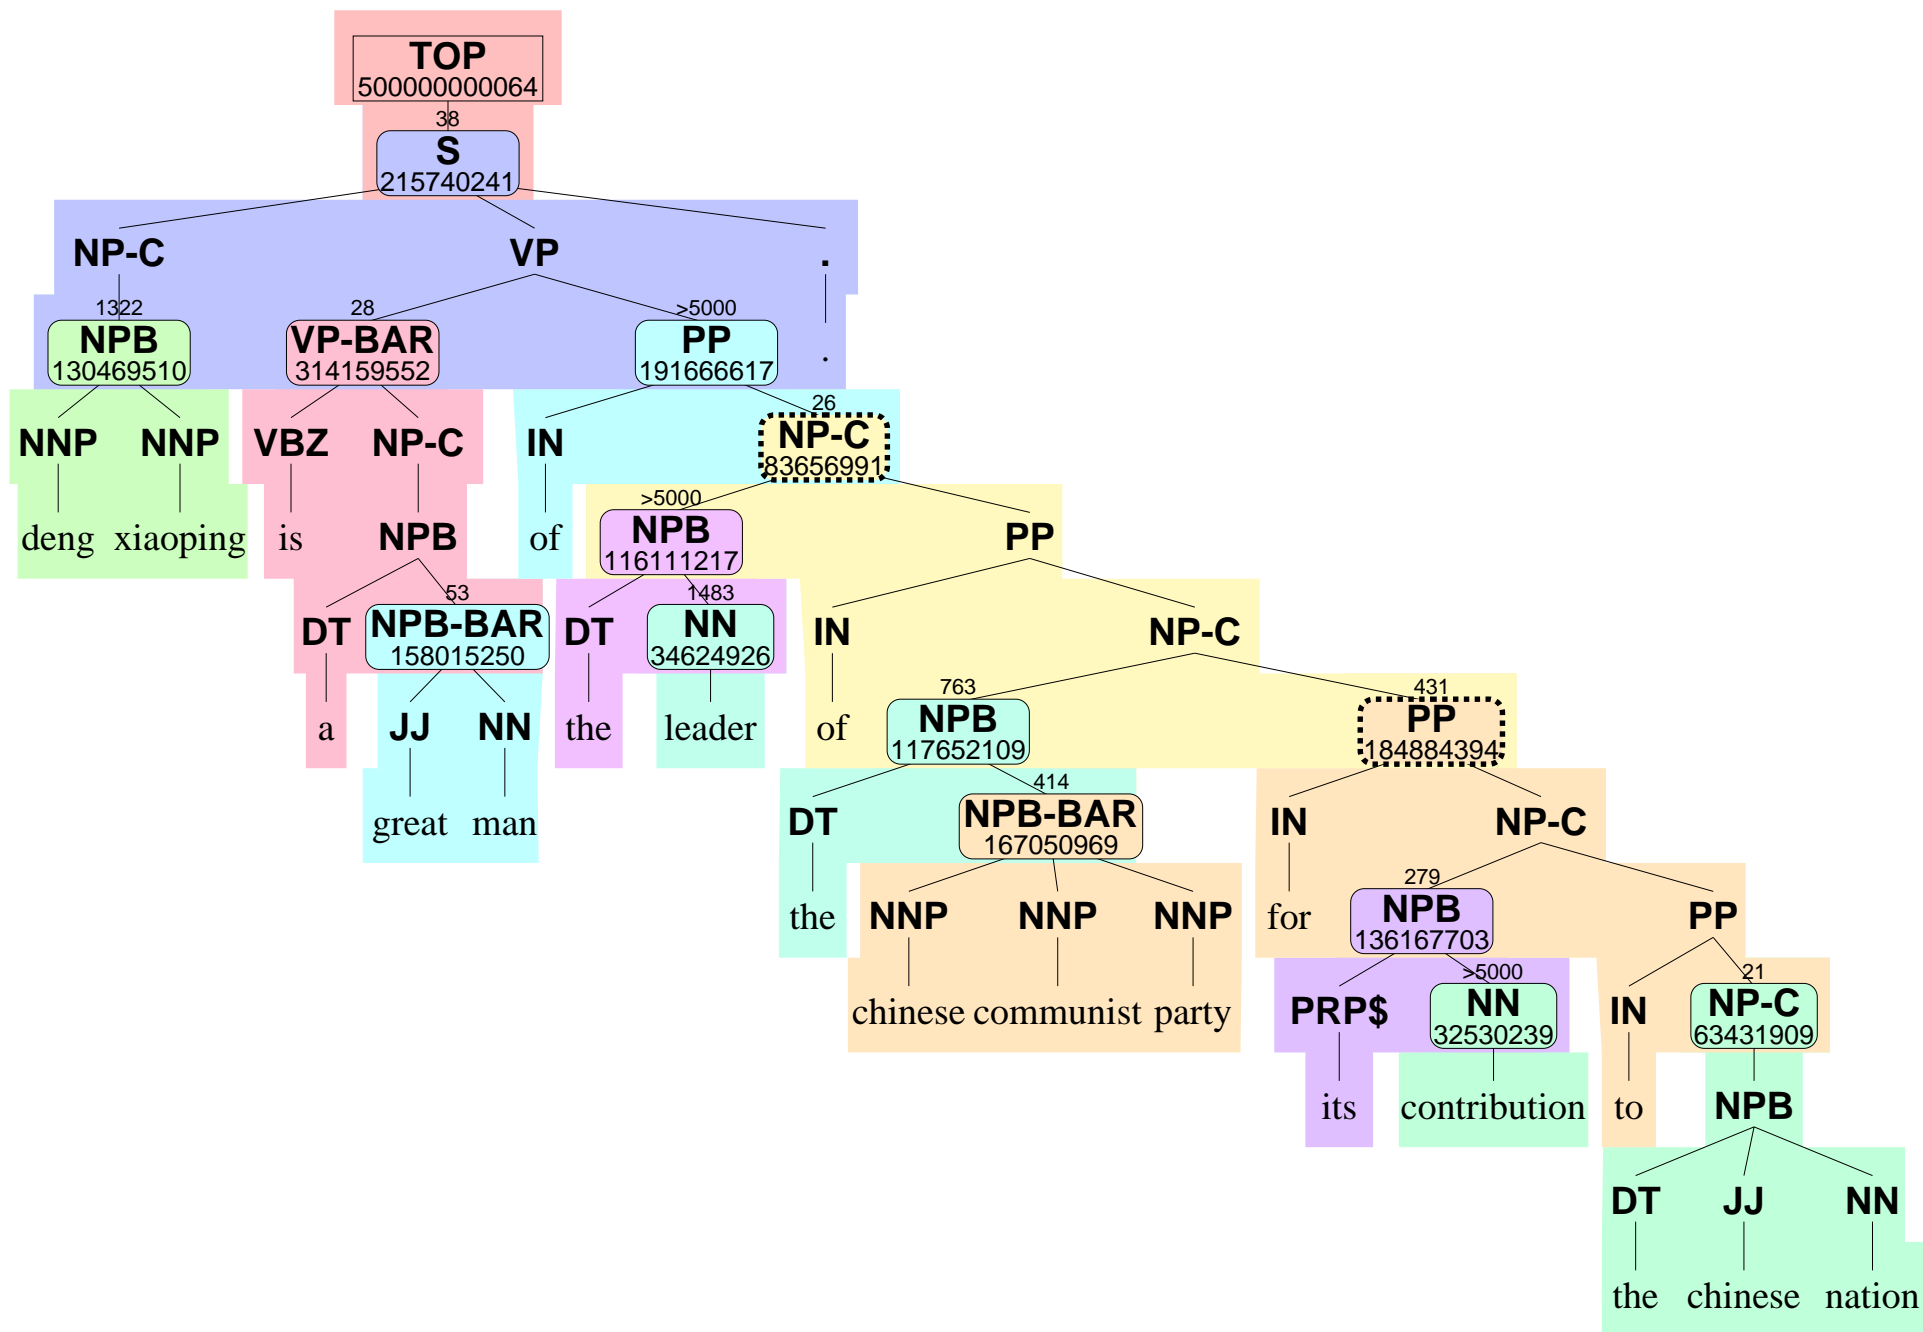 TOP
500000000064
38
S
215740241
NP-C VP .
1322 28 >5000
NPB VP-BAR PP .
130469510 314159552 191666617
26
NNP NNP VBZ NP-C IN NP-C
83656991
>5000
deng xiaoping is NPB of NPB PP
116111217
53 1483
DT NPB-BAR DT NN IN NP-C
158015250 34624926
763 431
a JJ NN the leader of NPB PP
117652109 184884394
414
great man DT NPB-BAR IN NP-C
167050969
279
the NNP NNP NNP for NPB PP
136167703
>5000 21
chinese communist party PRP$ NN IN NP-C
32530239 63431909
its contribution to NPB
DT JJ NN
the chinese nation